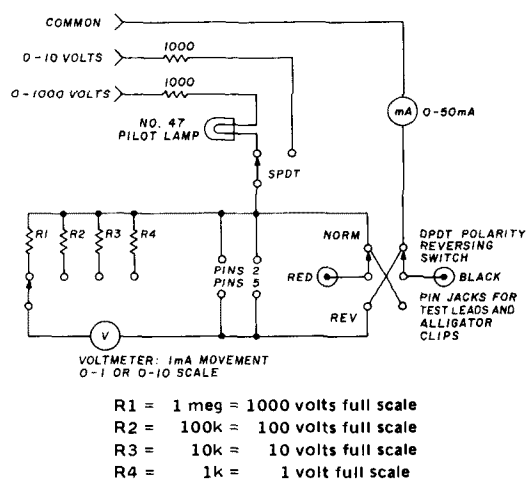 COMMON
0-10 VOLTS
1000
0-1000 VOLTS
1000
NO. 47
PILOT LAMP
SPDT
mA
0-50mA
R1
R2
R3
R4
PINS 2
PINS 5
NORM
RED
REV
DPDT POLARITY
REVERSING
SWITCH
BLACK
PIN JACKS FOR
TEST LEADS AND
ALLIGATOR
CLIPS
V
VOLTMETER: 1mA MOVEMENT
0-1 OR 0-10 SCALE
R1 = 1 meg = 1000 volts full scale
R2 = 100k = 100 volts full scale
R3 = 10k = 10 volts full scale
R4 = 1k = 1 volt full scale